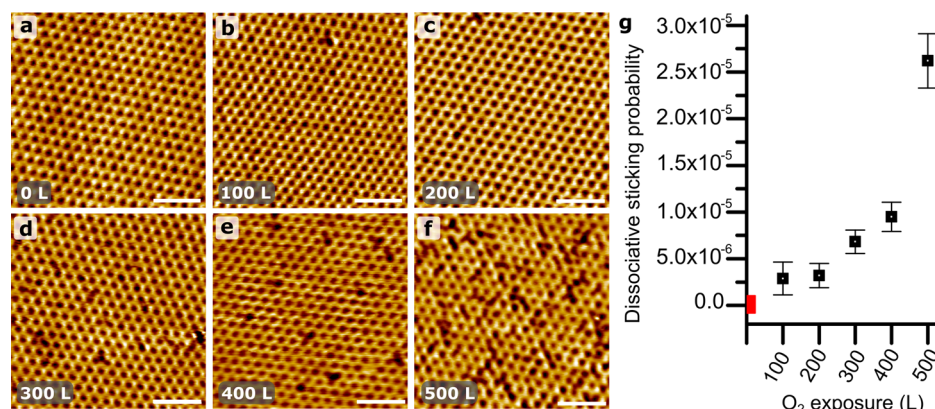 a
0 L
b
100 L
c
200 L
d
300 L
e
400 L
f
500 L
g
Dissociative sticking probability
3.0x10⁻⁵
2.5x10⁻⁵
2.0x10⁻⁵
1.5x10⁻⁵
1.0x10⁻⁵
5.0x10⁻⁶
0.0
100
200
300
400
500
O₂ exposure (L)